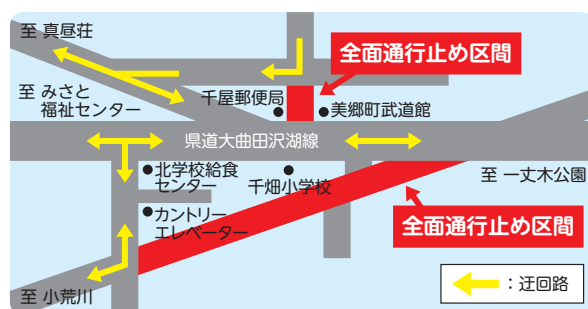 至 真昼荘
全面通行止め区間
至 みさと
福祉センター
千屋郵便局
美郷町武道館
県道大曲田沢湖線
北学校給食
センター
千畑小学校
至 一丈木公園
カントリー
エレベーター
全面通行止め区間
至 小荒川
：迂回路